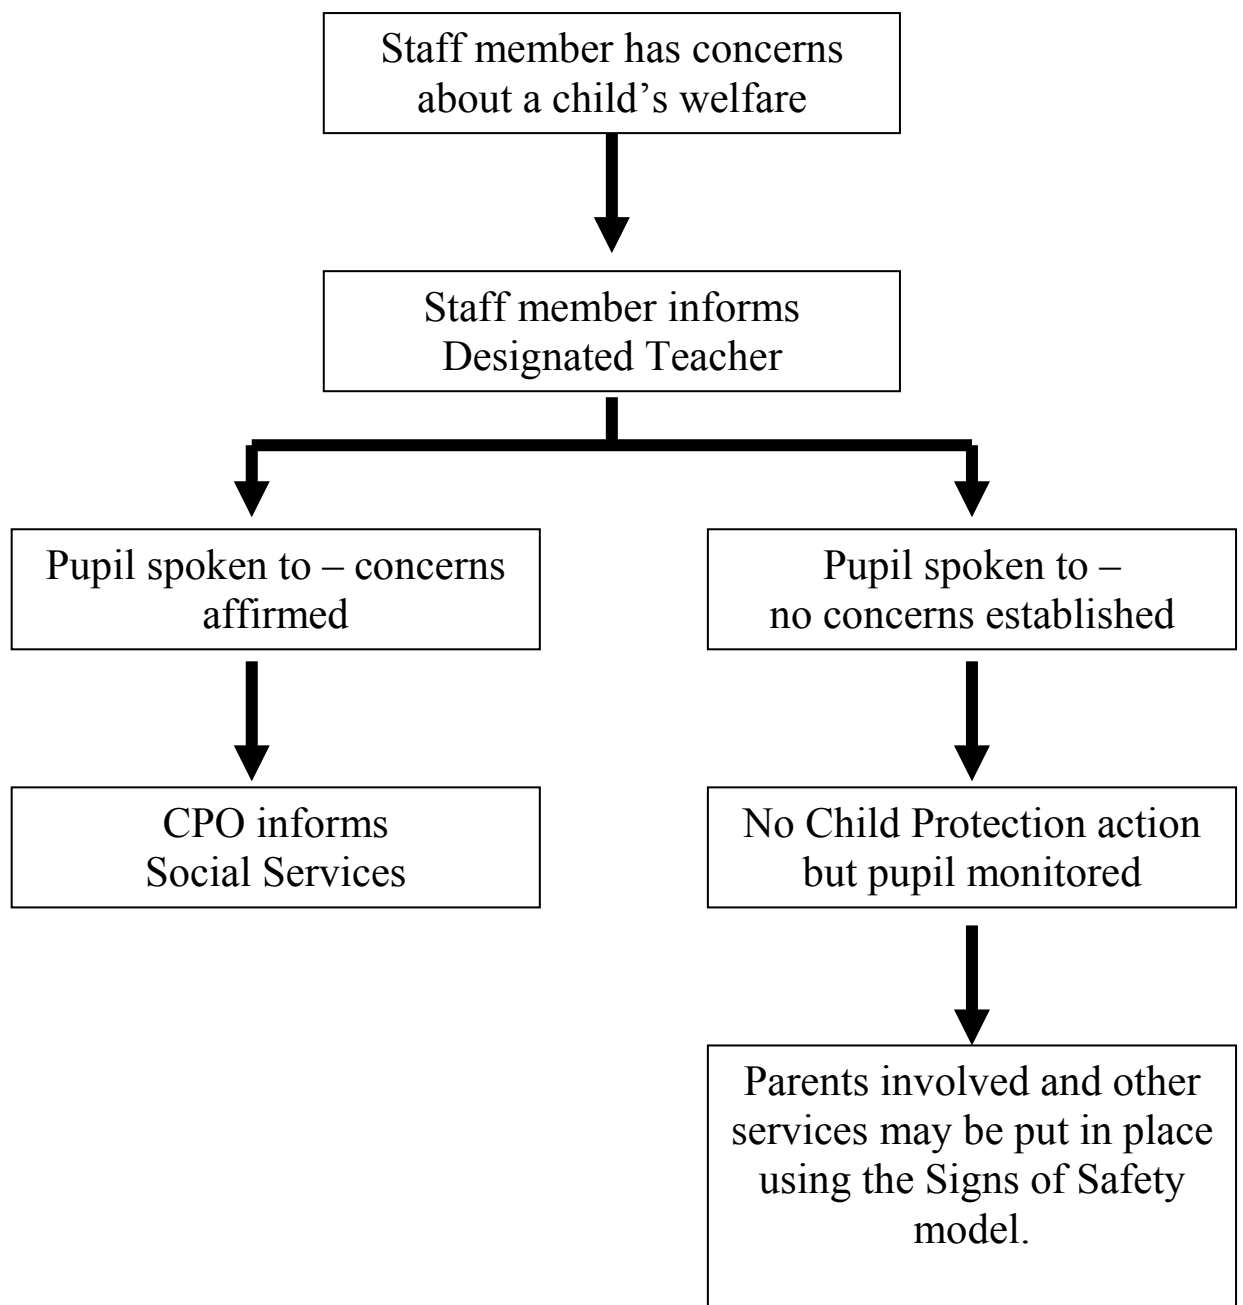 Staff member has concerns
about a child’s welfare
Staff member informs
Designated Teacher
Pupil spoken to – concerns
affirmed
Pupil spoken to –
no concerns established
CPO informs
Social Services
No Child Protection action
but pupil monitored
Parents involved and other
services may be put in place
using the Signs of Safety
model.